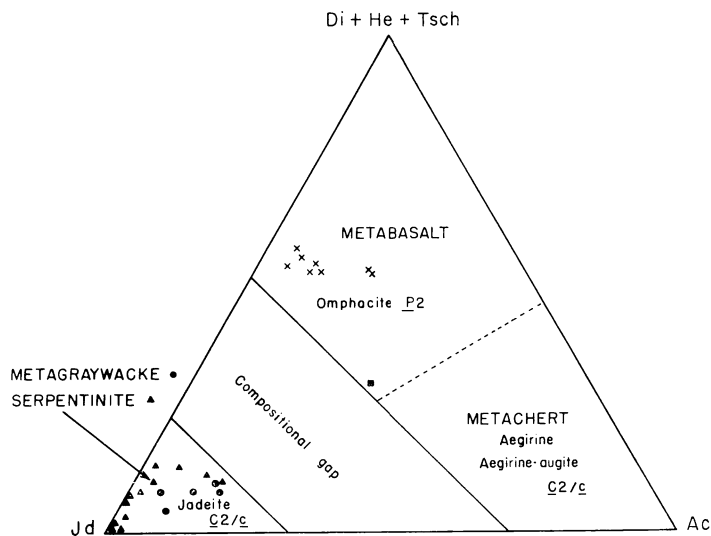 Di + He + Tsch
METABASALT
Omphacite P2
METAGRAYWACKE
SERPENTINITE
Compositional gap
METACHERT
Aegirine
Aegirine-augite
C2/c
Jadeite
C2/c
Jd
Ac